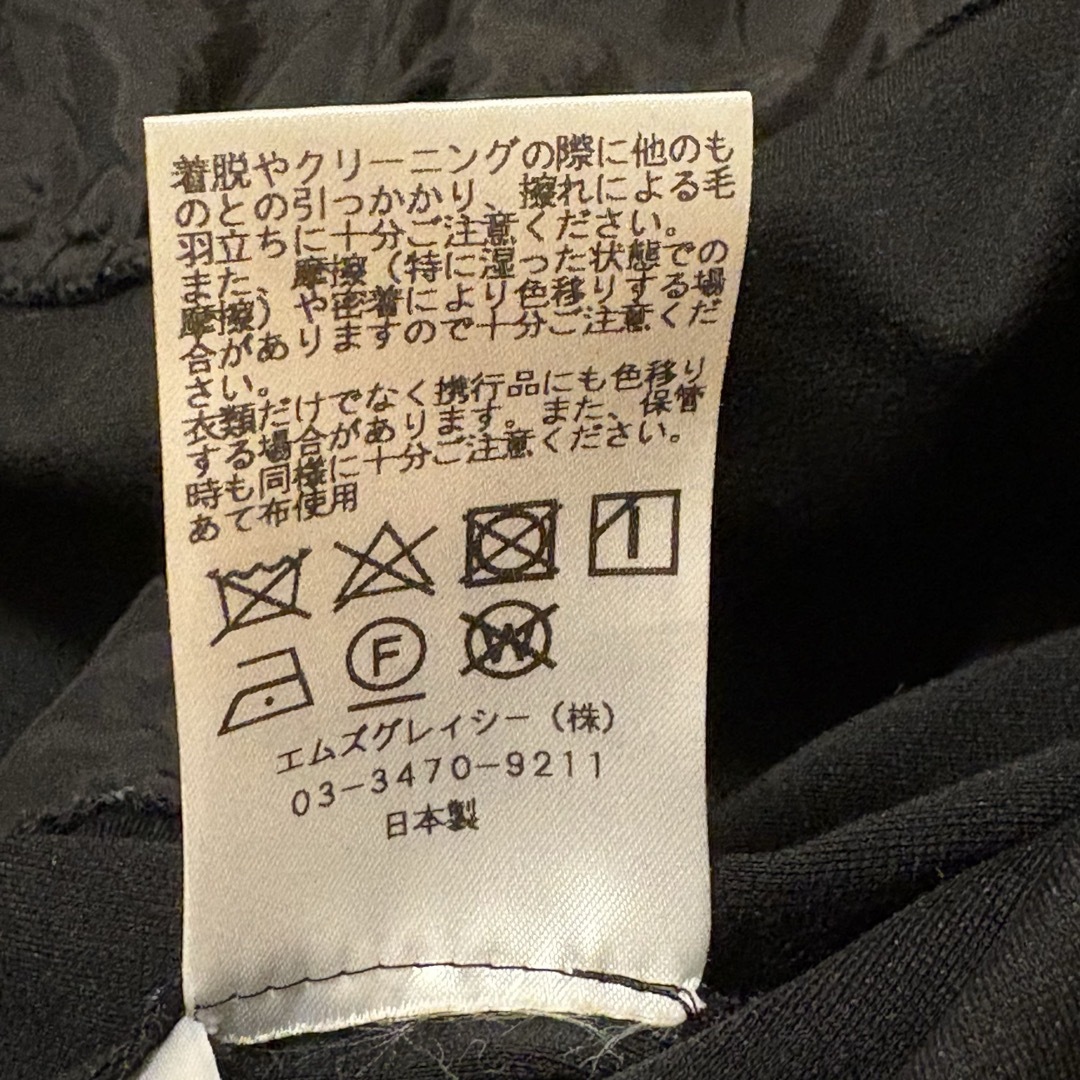 着脱やクリーニングの際に他のも
のとの引っかかり、擦れによる毛
羽立ちに十分ご注意ください。
また、摩擦(特に湿った状態での
摩擦)や密着により色移りする場
合がありますので十分ご注意くだ
さい。
衣類だけでなく携行品にも色移り
する場合があります。また、保管
時も同様に十分ご注意ください。
あて布使用
F W
エムズグレイシー(株)
03-3470-9211
日本製